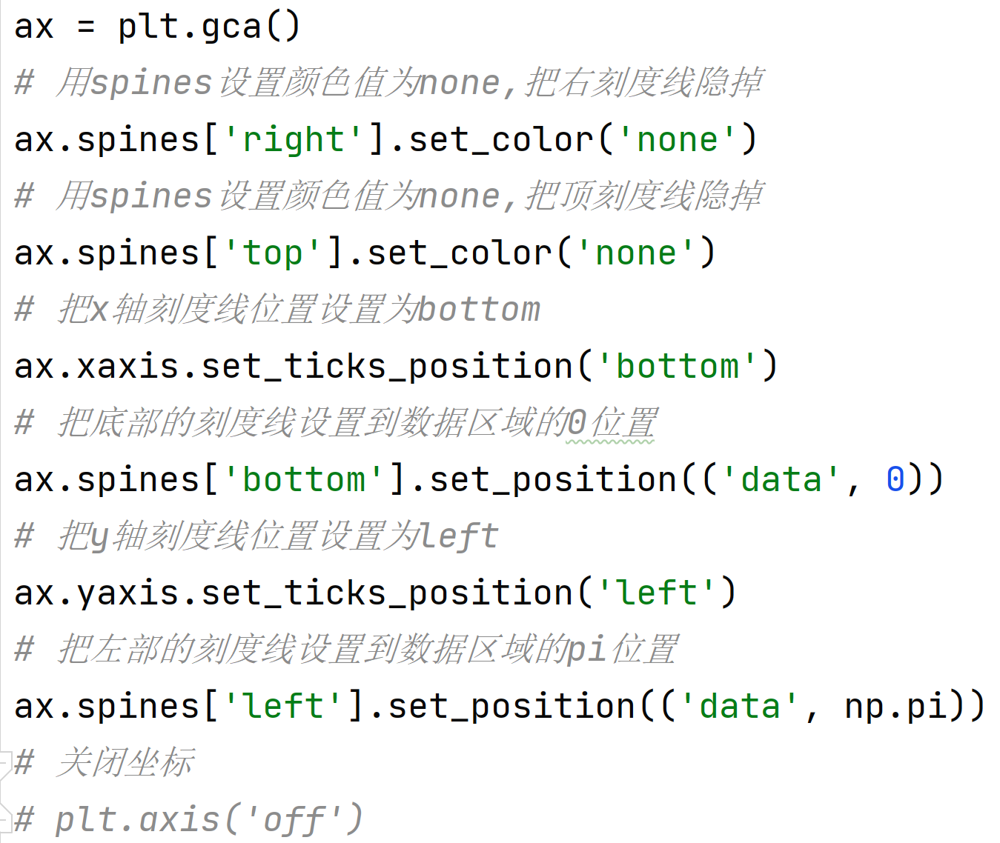 ax = plt.gca()
# 用spines设置颜色值为none,把右刻度线隐掉
ax.spines['right'].set_color('none')
# 用spines设置颜色值为none,把顶刻度线隐掉
ax.spines['top'].set_color('none')
# 把x轴刻度线位置设置为bottom
ax.xaxis.set_ticks_position('bottom')
# 把底部的刻度线设置到数据区域的0位置
ax.spines['bottom'].set_position(('data', 0))
# 把y轴刻度线位置设置为left
ax.yaxis.set_ticks_position('left')
# 把左部的刻度线设置到数据区域的pi位置
ax.spines['left'].set_position(('data', np.pi))
# 关闭坐标
# plt.axis('off')